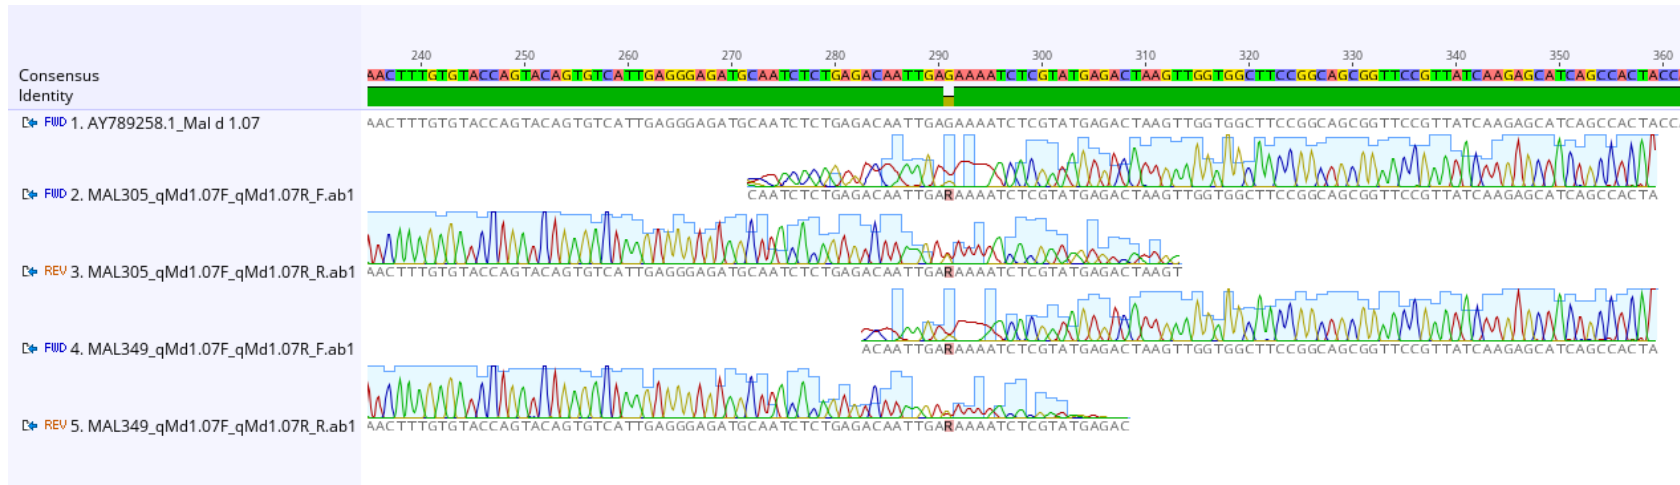 240 250 260 270 280 290 300 310 320 330 340 350 360
Consensus AACTTTGTGTACCAGTACAGTGTCATTGAGGGAGATGCAATCTCTGAGACAATTGAGAAAATCTCGTATGAGACTAAGTTGGTGGCTTCCGGCAGCGGTTCCGTTATCAAGAGCATCAGCCACTACC
Identity
FWD 1. AY789258.1_Mal d 1.07 AACTTTGTGTACCAGTACAGTGTCATTGAGGGAGATGCAATCTCTGAGACAATTGAGAAAATCTCGTATGAGACTAAGTTGGTGGCTTCCGGCAGCGGTTCCGTTATCAAGAGCATCAGCCACTACC
FWD 2. MAL305_qMd1.07F_qMd1.07R_F.ab1 CAATCTCTGAGACAATTGARAAAATCTCGTATGAGACTAAGTTGGTGGCTTCCGGCAGCGGTTCCGTTATCAAGAGCATCAGCCACTA
REV 3. MAL305_qMd1.07F_qMd1.07R_R.ab1 AACTTTGTGTACCAGTACAGTGTCATTGAGGGAGATGCAATCTCTGAGACAATTGARAAAATCTCGTATGAGACTAAGT
FWD 4. MAL349_qMd1.07F_qMd1.07R_F.ab1 ACAATTGARAAAATCTCGTATGAGACTAAGTTGGTGGCTTCCGGCAGCGGTTCCGTTATCAAGAGCATCAGCCACTA
REV 5. MAL349_qMd1.07F_qMd1.07R_R.ab1 AACTTTGTGTACCAGTACAGTGTCATTGAGGGAGATGCAATCTCTGAGACAATTGARAAAATCTCGTATGAGAC